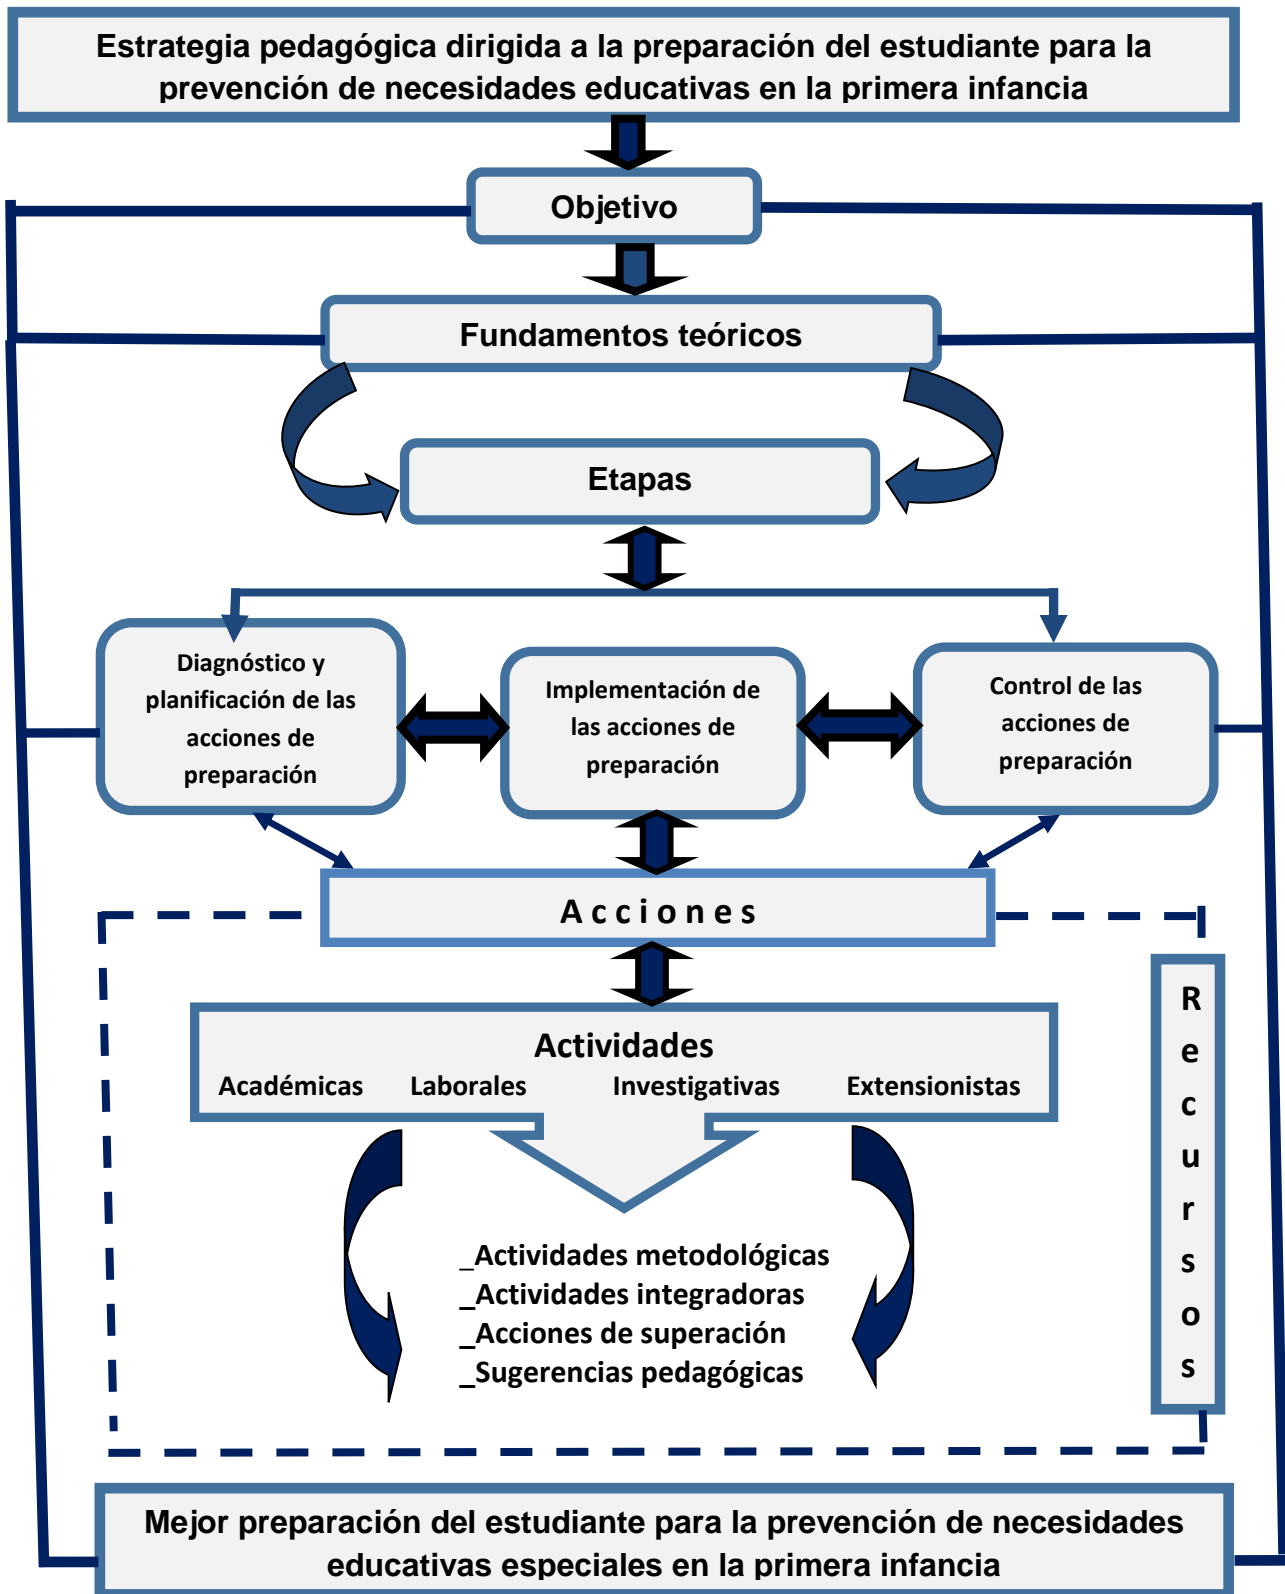 Estrategia pedagógica dirigida a la preparación del estudiante para la
prevención de necesidades educativas en la primera infancia
Objetivo
Fundamentos teóricos
Etapas
Diagnóstico y
planificación de las
acciones de
preparación
Implementación de
las acciones de
preparación
Control de las
acciones de
preparación
A c c i o n e s
Actividades
Académicas Laborales Investigativas Extensionistas
_Actividades metodológicas
_Actividades integradoras
_Acciones de superación
_Sugerencias pedagógicas
R
e
c
u
r
s
o
s
Mejor preparación del estudiante para la prevención de necesidades
educativas especiales en la primera infancia